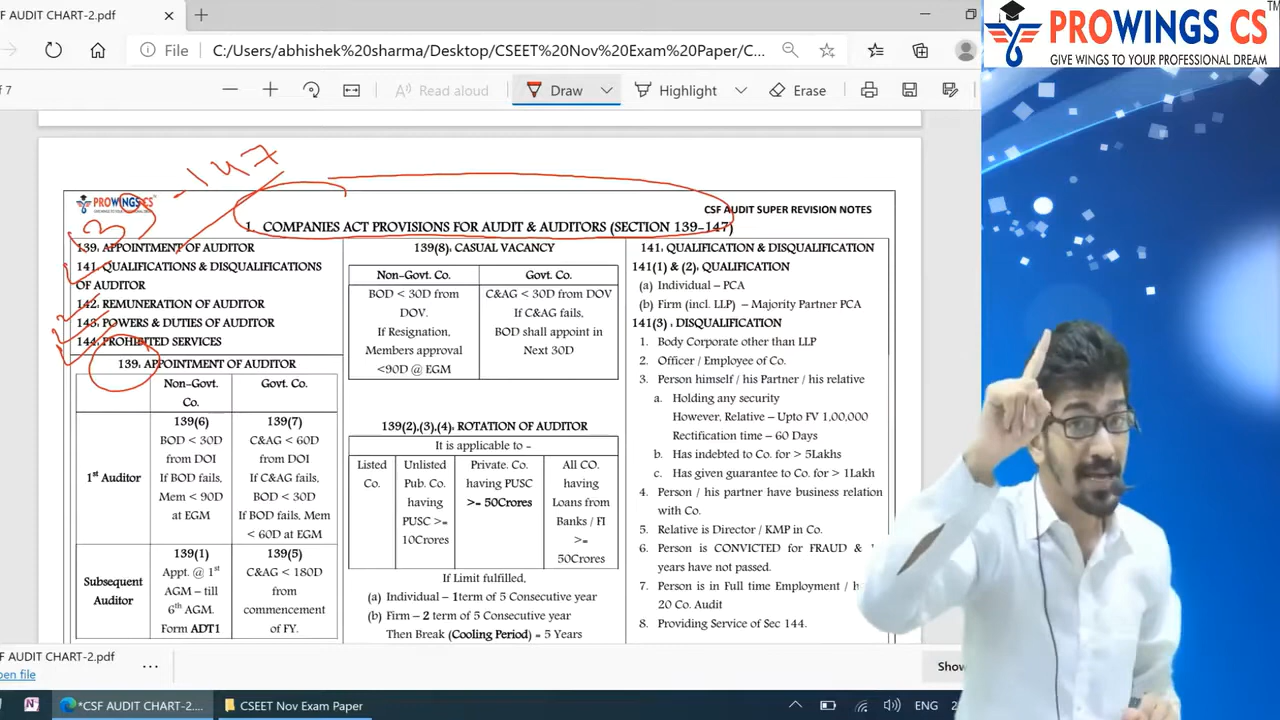 F AUDIT CHART-2.pdf
File
C:/Users/abhishek%20sharma/Desktop/CSEET%20Nov%20Exam%20Paper/C...
f 7
Read aloud
Draw
Highlight
Erase
PROWINGS CS TM
GIVE WINGS TO YOUR PROFESSIONAL DREAM
139-147
PROWINGS CS
CSF AUDIT SUPER REVISION NOTES
1. COMPANIES ACT PROVISIONS FOR AUDIT & AUDITORS (SECTION 139-147)
139. APPOINTMENT OF AUDITOR
141. QUALIFICATIONS & DISQUALIFICATIONS
OF AUDITOR
142. REMUNERATION OF AUDITOR
143. POWERS & DUTIES OF AUDITOR
144. PROHIBITED SERVICES
139. APPOINTMENT OF AUDITOR
Non-Govt.
Co.
Govt. Co.
1st Auditor
139(6)
BOD < 30D
from DOI
If BOD fails,
Mem < 90D
at EGM
139(7)
C&AG < 60D
from DOI
If C&AG fails,
BOD < 30D
If BOD fails, Mem
< 60D at EGM
Subsequent
Auditor
139(1)
Appt. @ 1st
AGM – till
6th AGM.
Form ADT1
139(5)
C&AG < 180D
from
commencement
of FY.
139(8). CASUAL VACANCY
Non-Govt. Co.
Govt. Co.
BOD < 30D from
DOV.
If Resignation,
Members approval
<90D @ EGM
C&AG < 30D from DOV
If C&AG fails,
BOD shall appoint in
Next 30D
139(2),(3),(4). ROTATION OF AUDITOR
It is applicable to –
Listed
Co.
Unlisted
Pub. Co.
having
PUSC >=
10Crores
Private. Co.
having PUSC
>= 50Crores
All CO.
having
Loans from
Banks / FI
>=
50Crores
If Limit fulfilled,
(a) Individual – 1term of 5 Consecutive year
(b) Firm – 2 term of 5 Consecutive year
Then Break (Cooling Period) = 5 Years
141. QUALIFICATION & DISQUALIFICATION
141(1) & (2). QUALIFICATION
(a) Individual – PCA
(b) Firm (incl. LLP) – Majority Partner PCA
141(3) . DISQUALIFICATION
1. Body Corporate other than LLP
2. Officer / Employee of Co.
3. Person himself / his Partner / his relative
a. Holding any security
However, Relative – Upto FV 1,00,000
Rectification time – 60 Days
b. Has indebted to Co. for > 5Lakhs
c. Has given guarantee to Co. for > 1Lakh
4. Person / his partner have business relation
with Co.
5. Relative is Director / KMP in Co.
6. Person is CONVICTED for FRAUD &
years have not passed.
7. Person is in Full time Employment /
20 Co. Audit
8. Providing Service of Sec 144.
F AUDIT CHART-2.pdf
pen file
...
Show
*CSF AUDIT CHART-2.
CSEET Nov Exam Paper
ENG